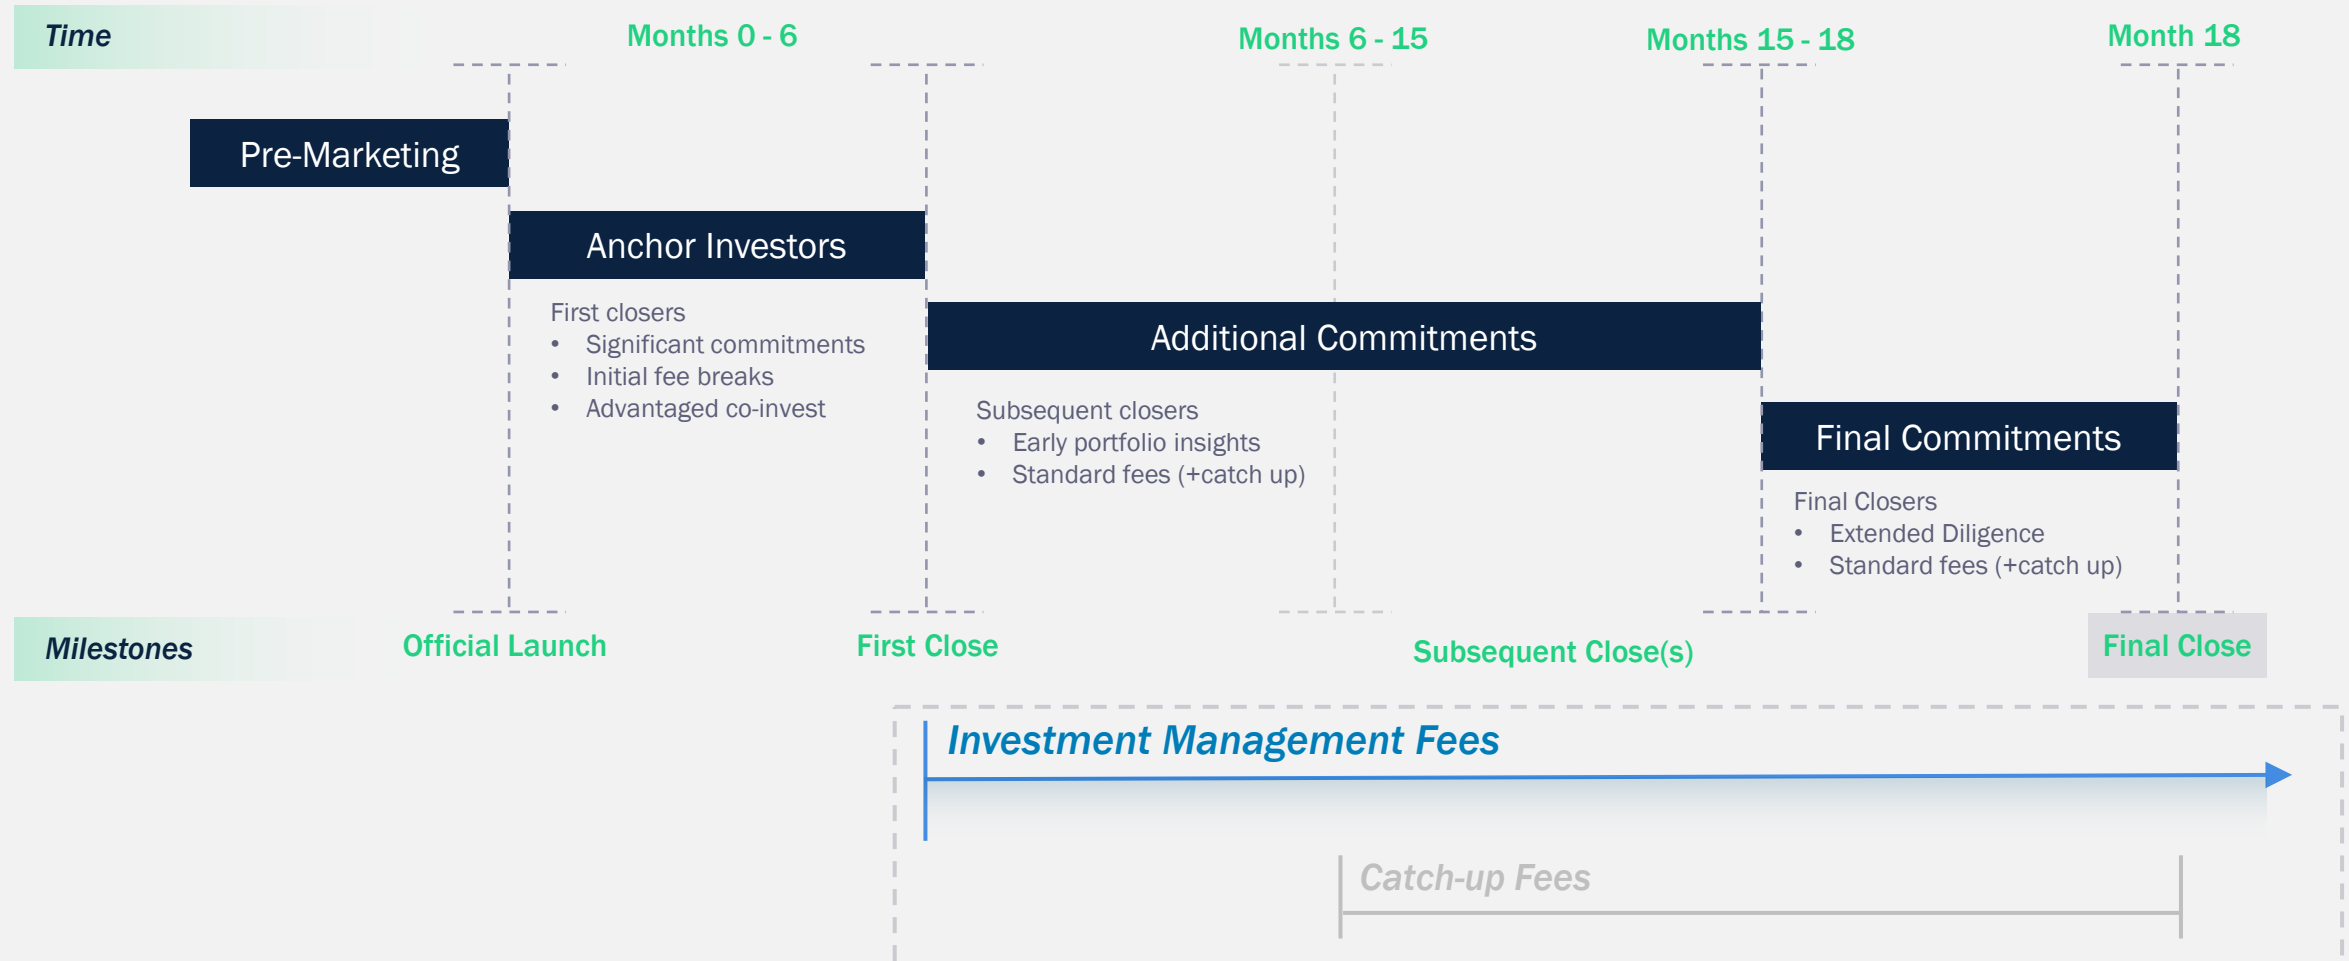 Time
Months 0 - 6
Months 6 - 15
Months 15 - 18
Month 18
Pre-Marketing
Anchor Investors
First closers
• Significant commitments
• Initial fee breaks
• Advantaged co-invest
Additional Commitments
Subsequent closers
• Early portfolio insights
• Standard fees (+catch up)
Final Commitments
Final Closers
• Extended Diligence
• Standard fees (+catch up)
Milestones
Official Launch
First Close
Subsequent Close(s)
Final Close
Investment Management Fees
Catch-up Fees